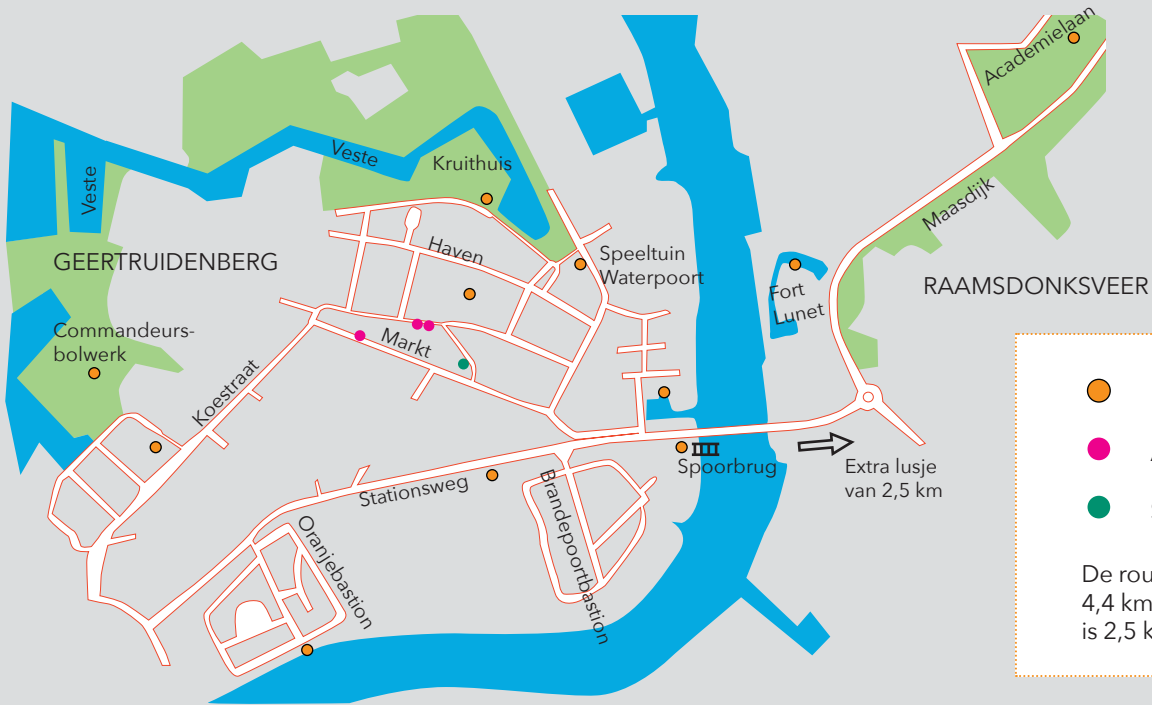 Academielaan
Veste
Kruithuis
Veste
Maasdijk
GEERTRUIDENBERG
Haven
Speeltuin
Waterpoort
Fort
Lunet
RAAMSDONKSVEER
Commandeurs-
bolwerk
Markt
Koestraat
Spoorbrug
Extra lusje
van 2,5 km
Stationsweg
Brandepoortbastion
Oranjebastion
De rou
4,4 km
is 2,5 k